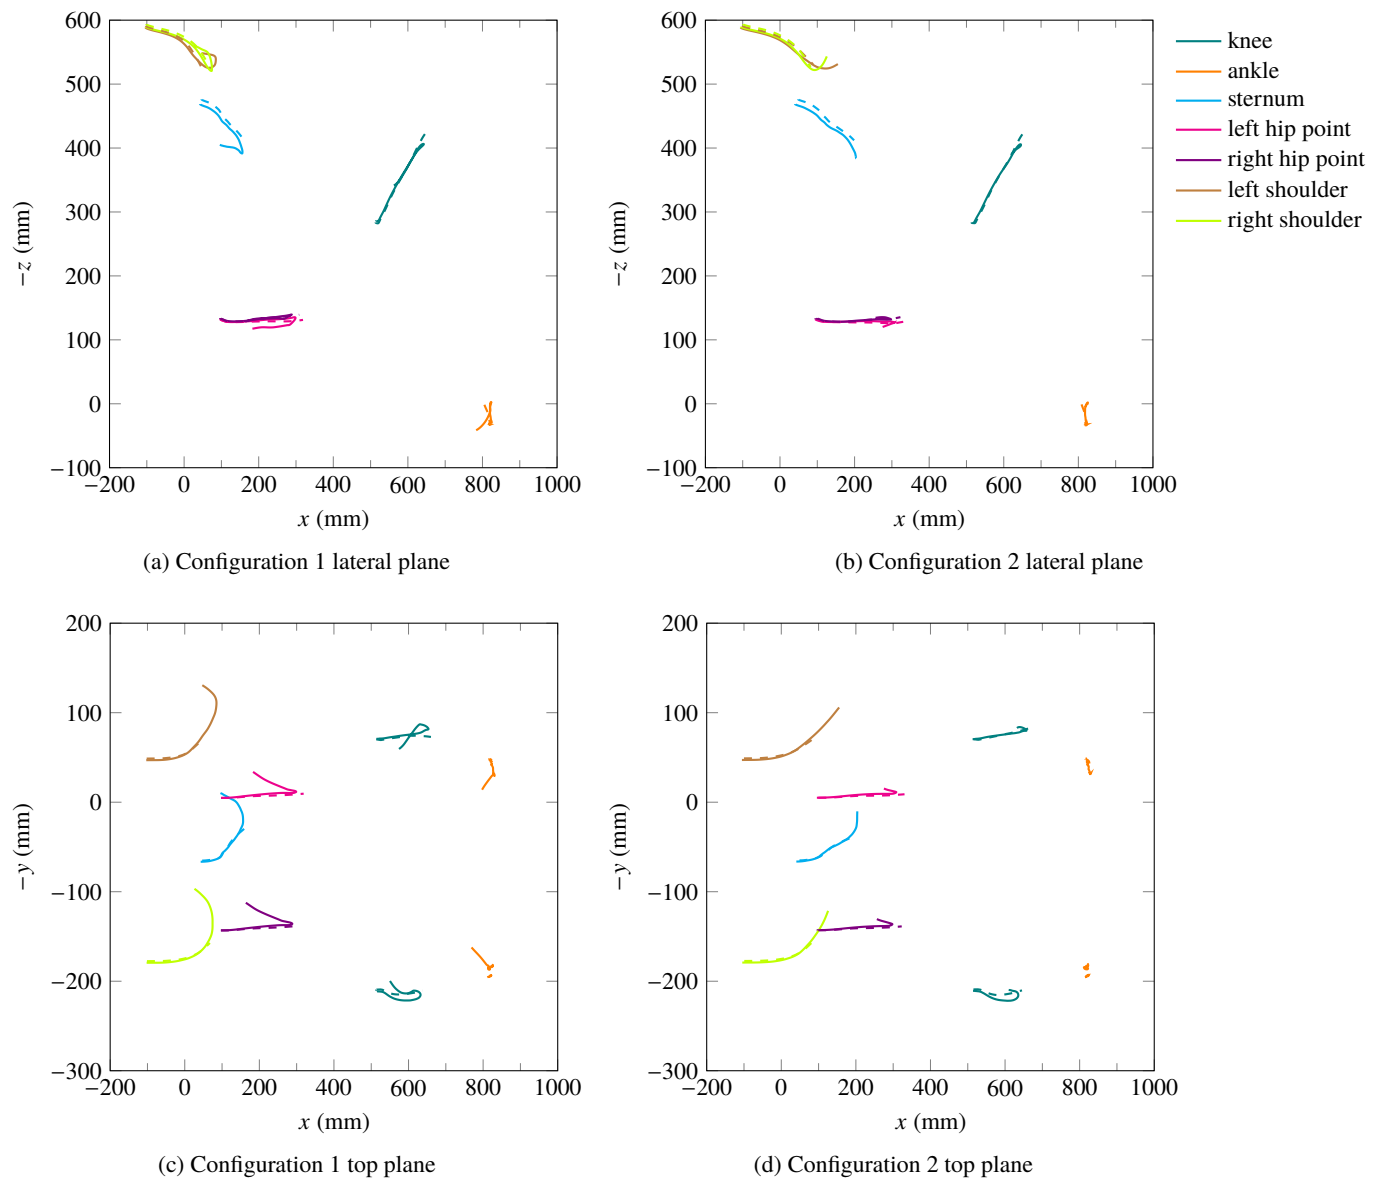 600
500
400
300
200
100
0
−100
−200 0 200 400 600 800 1000
−z (mm)
x (mm)
(a) Configuration 1 lateral plane
600
500
400
300
200
100
0
−100
−200 0 200 400 600 800 1000
−z (mm)
x (mm)
(b) Configuration 2 lateral plane
knee
ankle
sternum
left hip point
right hip point
left shoulder
right shoulder
200
100
0
−100
−200
−300
−200 0 200 400 600 800 1000
−y (mm)
x (mm)
(c) Configuration 1 top plane
200
100
0
−100
−200
−300
−200 0 200 400 600 800 1000
−y (mm)
x (mm)
(d) Configuration 2 top plane